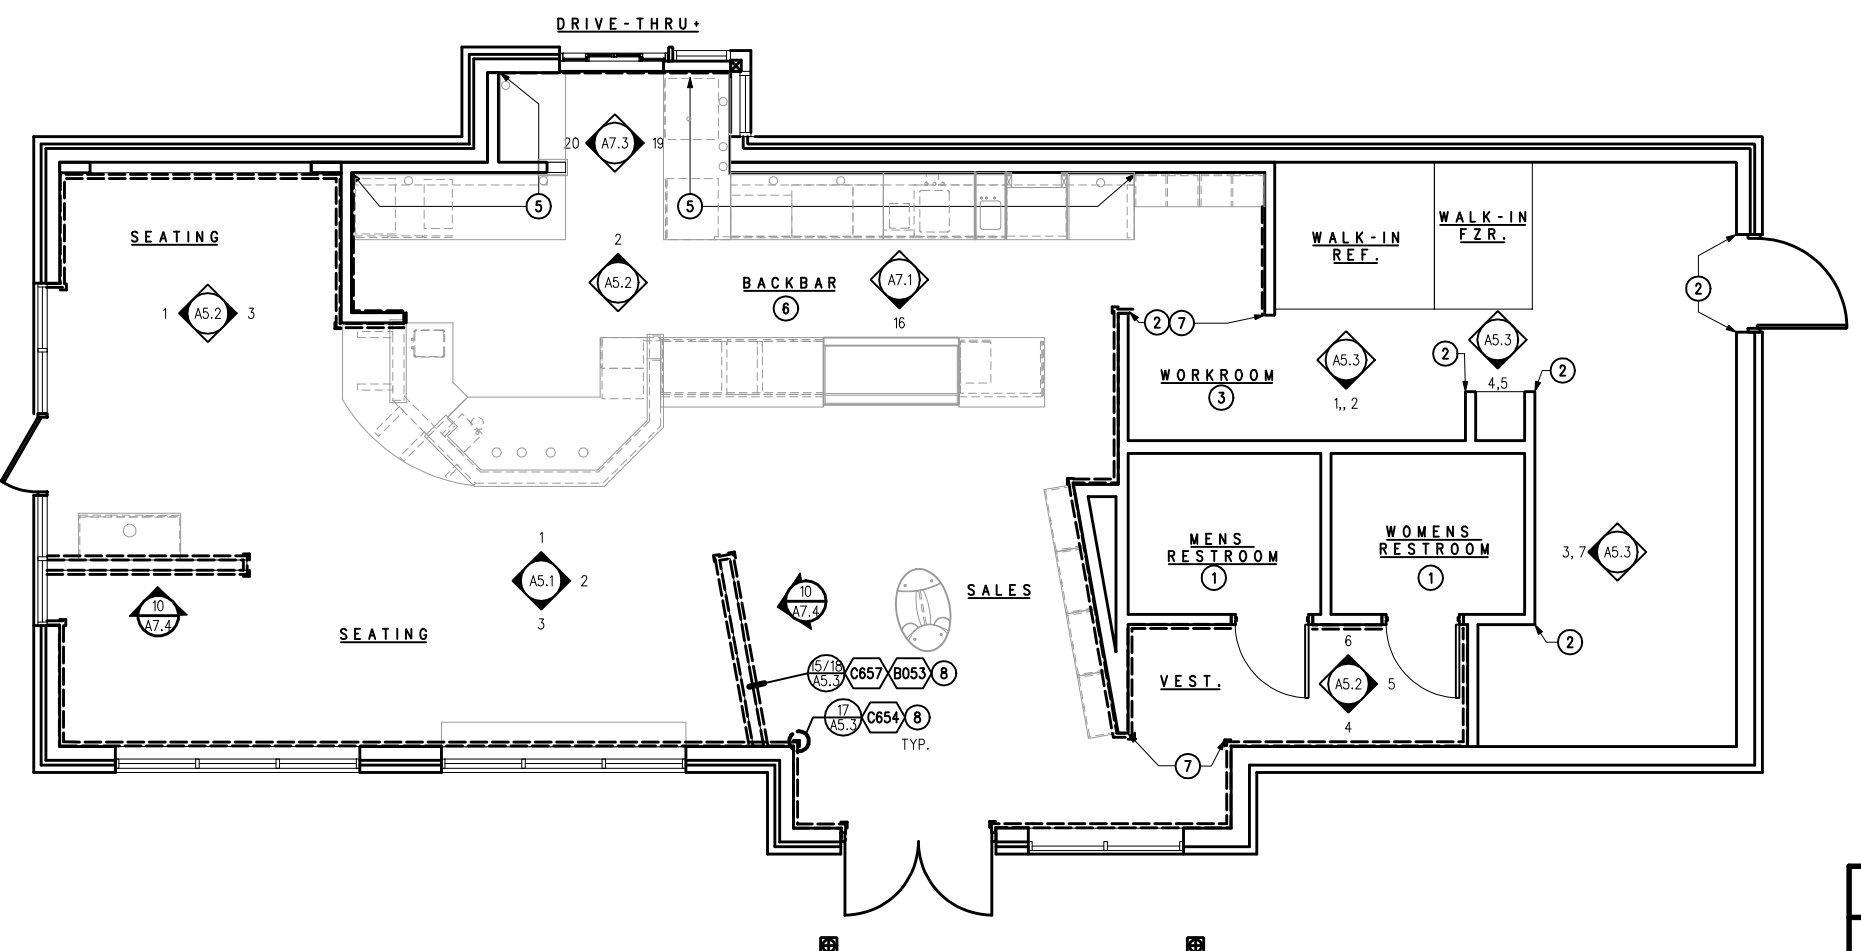 DRIVE-THRU+
20 A7.3 19
5
5
SEATING
WALK-IN
REF.
WALK-IN
FZR.
2
A5.2
BACKBAR
6
A7.1
16
2
1 A5.2 3
2 7
A5.3
1,, 2
A5.3
4,5
2
2
WORKROOM
3
MENS
RESTROOM
1
WOMENS
RESTROOM
1
3, 7 A5.3
1
A5.1 2
3
10
A7.4
10
A7.4
SALES
SEATING
2
15/18
A5.3
C657 B053 8
17
A5.3
C654 8
TYP.
VEST.
6
A5.2 5
4
7